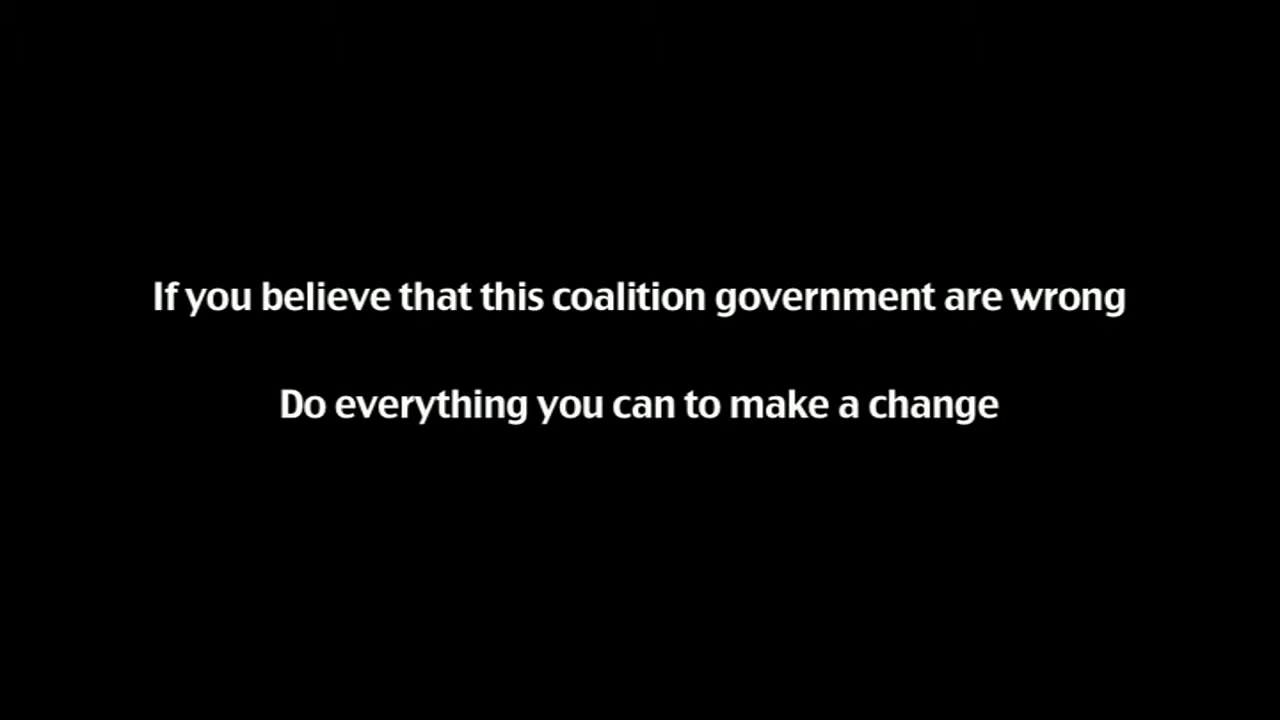 If you believe that this coalition government are wrong
Do everything you can to make a change